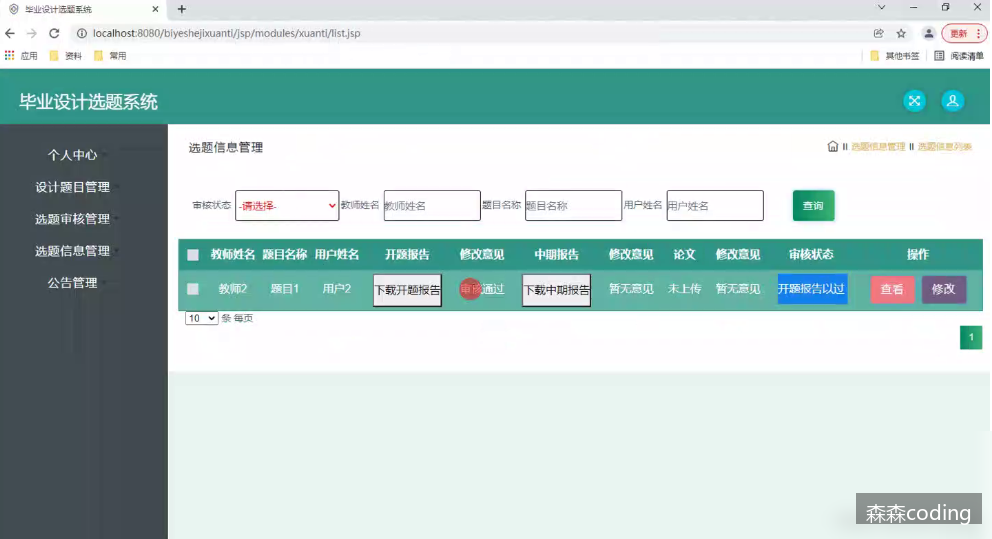 毕业设计选题系统
localhost:8080/biyeshejixuanti/jsp/modules/xuanti/list.jsp
更新
应用 资料 常用 其他书签 阅读清单
毕业设计选题系统
个人中心
设计题目管理
选题审核管理
选题信息管理
公告管理
选题信息管理
选题信息管理 选题信息列表
审核状态 -请选择- 教师姓名 教师姓名 题目名称 题目名称 用户姓名 用户姓名 查询
教师姓名 题目名称 用户姓名 开题报告 修改意见 中期报告 修改意见 论文 修改意见 审核状态 操作
教师2 题目1 用户2 下载开题报告 审核通过 下载中期报告 暂无意见 未上传 暂无意见 开题报告以过 查看 修改
10 条 每页
1
森森coding